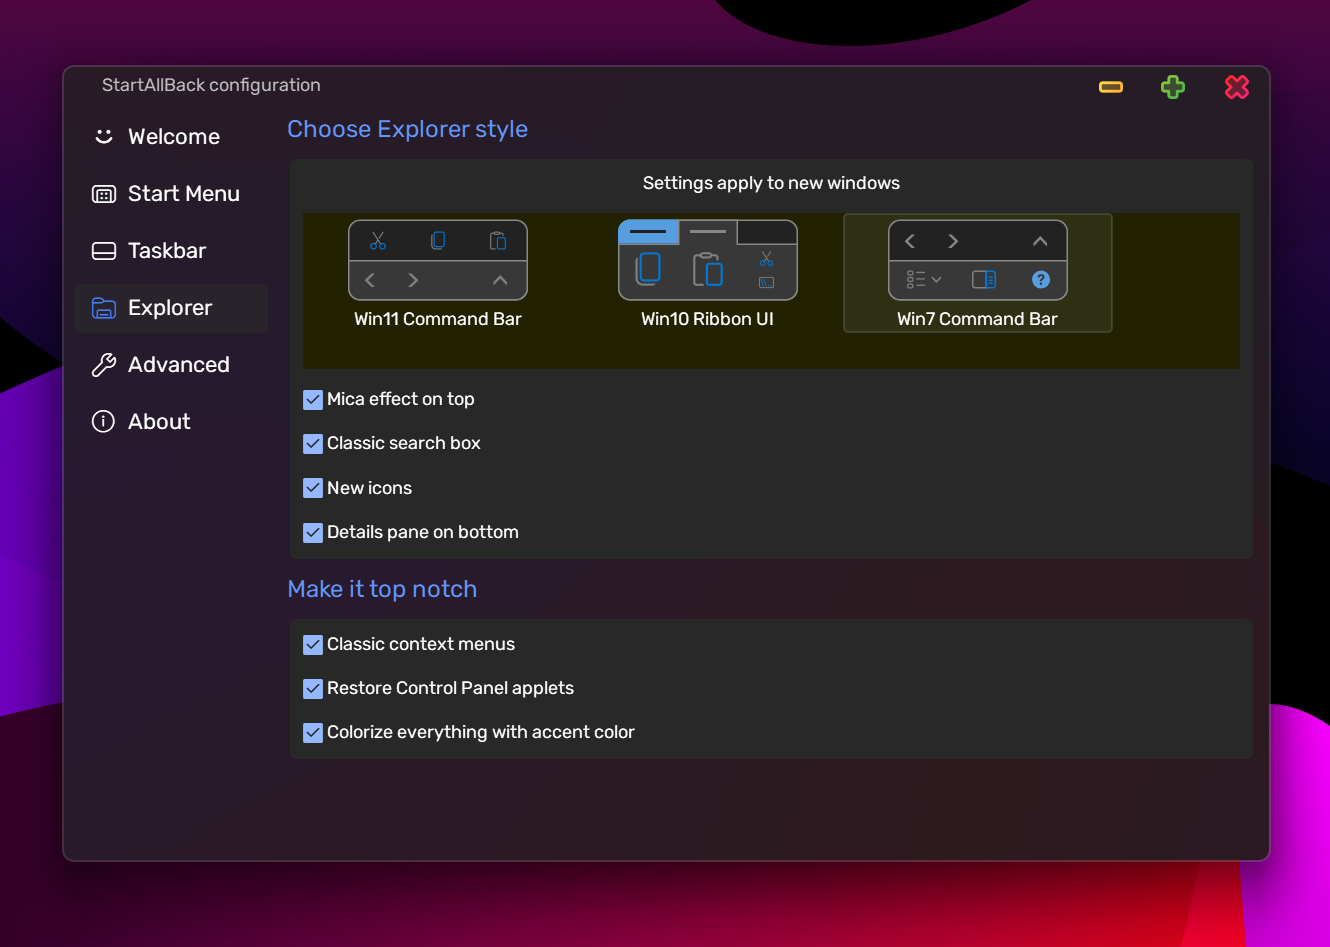 StartAllBack configuration
Welcome
Start Menu
Taskbar
Explorer
Advanced
About
Choose Explorer style
Settings apply to new windows
Win11 Command Bar
Win10 Ribbon UI
Win7 Command Bar
Mica effect on top
Classic search box
New icons
Details pane on bottom
Make it top notch
Classic context menus
Restore Control Panel applets
Colorize everything with accent color